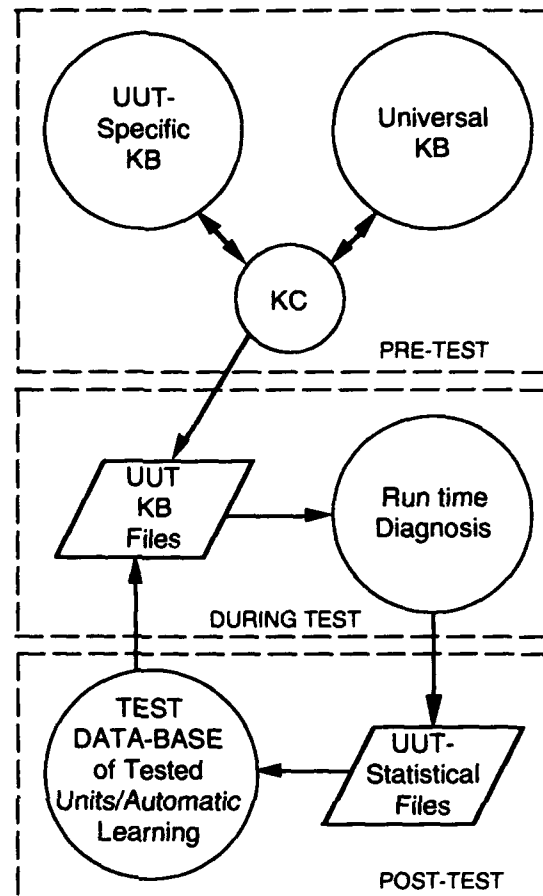 UUT-
Specific
KB
Universal
KB
KC
PRE-TEST
UUT
KB
Files
Run time
Diagnosis
DURING TEST
TEST
DATA-BASE
of Tested
Units/Automatic
Learning
UUT-
Statistical
Files
POST-TEST